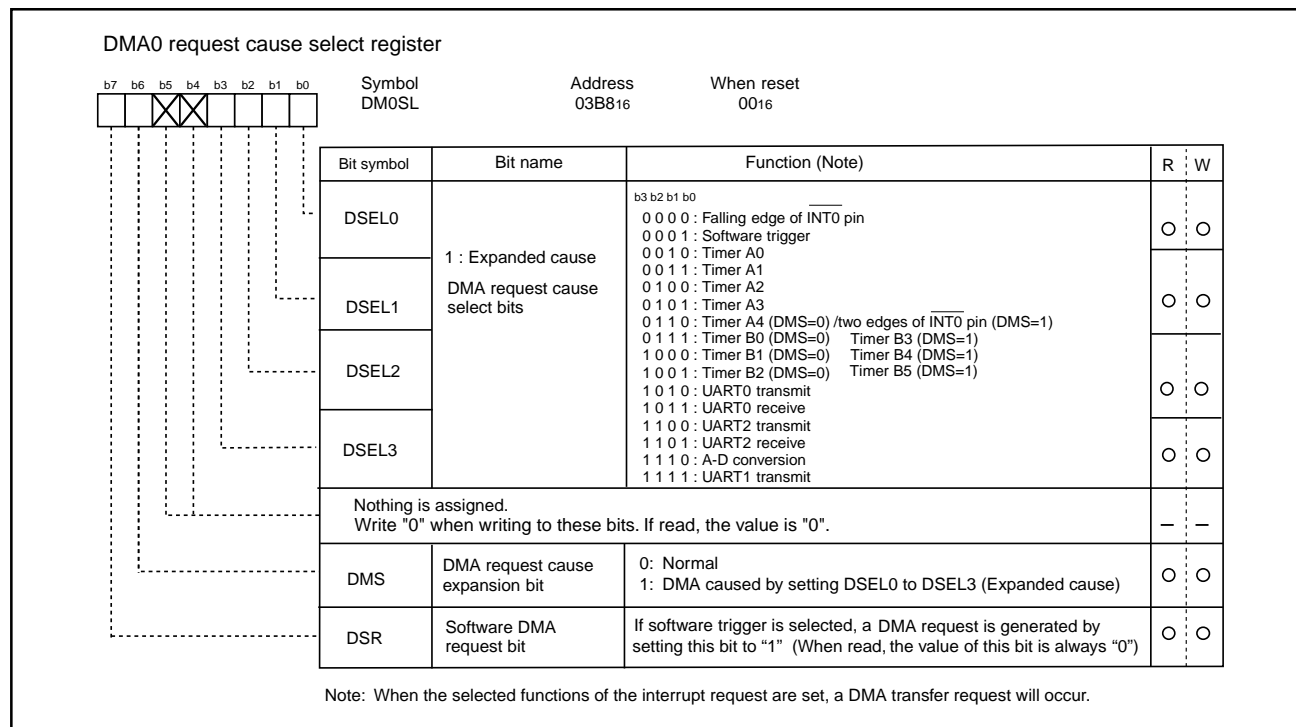 DMA0 request cause select register
b7 b6 b5 b4 b3 b2 b1 b0
Symbol Address When reset
DM0SL 03B816 0016
Bit symbol Bit name Function (Note) R W
DSEL0
DSEL1
DSEL2
DSEL3
1 : Expanded cause
DMA request cause
select bits
b3 b2 b1 b0
0 0 0 0 : Falling edge of INT0 pin
0 0 0 1 : Software trigger
0 0 1 0 : Timer A0
0 0 1 1 : Timer A1
0 1 0 0 : Timer A2
0 1 0 1 : Timer A3
0 1 1 0 : Timer A4 (DMS=0) /two edges of INT0 pin (DMS=1)
0 1 1 1 : Timer B0 (DMS=0) Timer B3 (DMS=1)
1 0 0 0 : Timer B1 (DMS=0) Timer B4 (DMS=1)
1 0 0 1 : Timer B2 (DMS=0) Timer B5 (DMS=1)
1 0 1 0 : UART0 transmit
1 0 1 1 : UART0 receive
1 1 0 0 : UART2 transmit
1 1 0 1 : UART2 receive
1 1 1 0 : A-D conversion
1 1 1 1 : UART1 transmit
Nothing is assigned.
Write "0" when writing to these bits. If read, the value is "0".
DMS
DMA request cause
expansion bit
0: Normal
1: DMA caused by setting DSEL0 to DSEL3 (Expanded cause)
DSR
Software DMA
request bit
If software trigger is selected, a DMA request is generated by
setting this bit to “1” (When read, the value of this bit is always “0”)
Note: When the selected functions of the interrupt request are set, a DMA transfer request will occur.